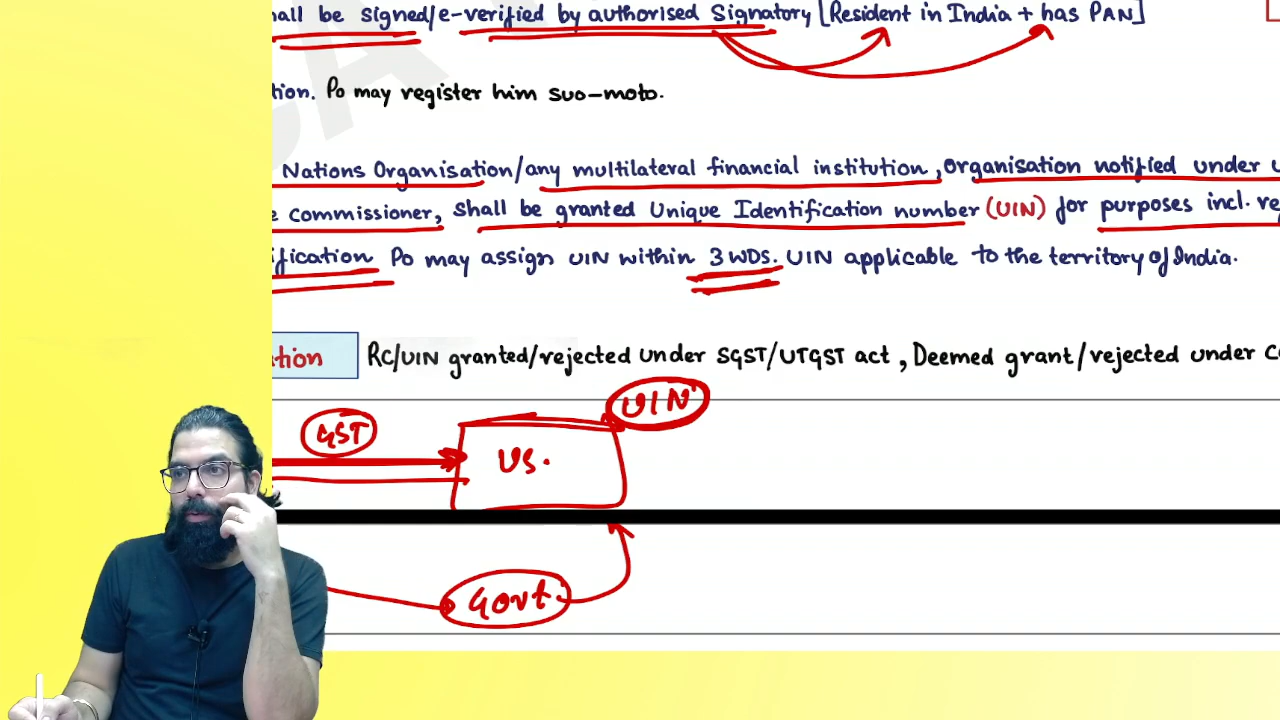 hall be signed/e-verified by authorised Signatory [Resident in India + has PAN]
tion. Po may register him suo-moto.
Nations Organisation/any multilateral financial institution, Organisation notified under u
e commissioner, Shall be granted Unique Identification number (UIN) for purposes incl. re
ification Po may assign UIN within 3 WDs. UIN applicable to the territory of India.
ation RC/UIN granted/rejected under SGST/UTGST act, Deemed grant/rejected under c
UIN
GST
US.
Govt.